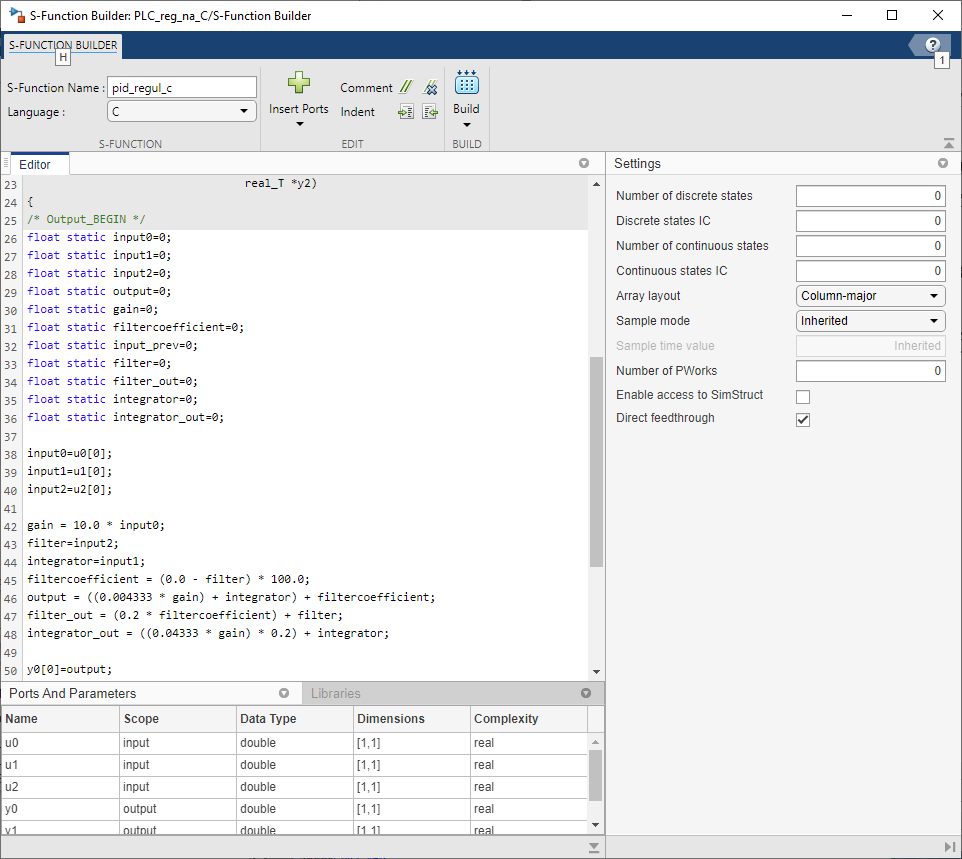 S-Function Builder: PLC_reg_na_C/S-Function Builder
S-FUNCTION BUILDER
H
?
1
S-Function Name : pid_regul_c
Language : C
Insert Ports
Comment
Indent
Build
S-FUNCTION
EDIT
BUILD
Editor
23 real_T *y2)
24 {
25 /* Output_BEGIN */
26 float static input0=0;
27 float static input1=0;
28 float static input2=0;
29 float static output=0;
30 float static gain=0;
31 float static filtercoefficient=0;
32 float static input_prev=0;
33 float static filter=0;
34 float static filter_out=0;
35 float static integrator=0;
36 float static integrator_out=0;
37
38 input0=u0[0];
39 input1=u1[0];
40 input2=u2[0];
41
42 gain = 10.0 * input0;
43 filter=input2;
44 integrator=input1;
45 filtercoefficient = (0.0 - filter) * 100.0;
46 output = ((0.004333 * gain) + integrator) + filtercoefficient;
47 filter_out = (0.2 * filtercoefficient) + filter;
48 integrator_out = ((0.04333 * gain) * 0.2) + integrator;
49
50 y0[0]=output;
Settings
Number of discrete states 0
Discrete states IC 0
Number of continuous states 0
Continuous states IC 0
Array layout Column-major
Sample mode Inherited
Sample time value Inherited
Number of PWorks 0
Enable access to SimStruct
Direct feedthrough
Ports And Parameters
Libraries
Name Scope Data Type Dimensions Complexity
u0 input double [1,1] real
u1 input double [1,1] real
u2 input double [1,1] real
y0 output double [1,1] real
y1 output double [1,1] real